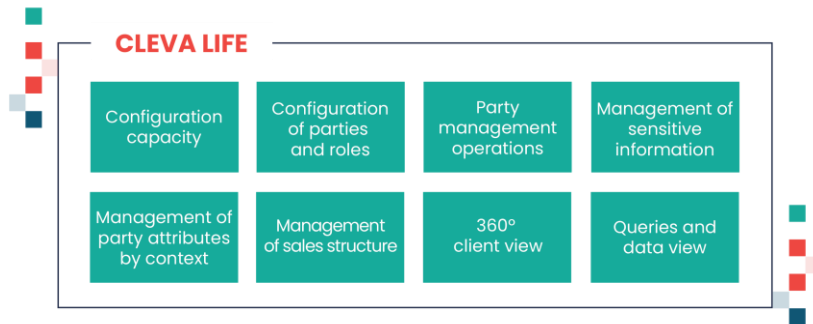 CLEVA LIFE
Configuration
capacity
Configuration
of parties
and roles
Party
management
operations
Management of
sensitive
information
Management of
party attributes
by context
Management
of sales structure
360º
client view
Queries and
data view